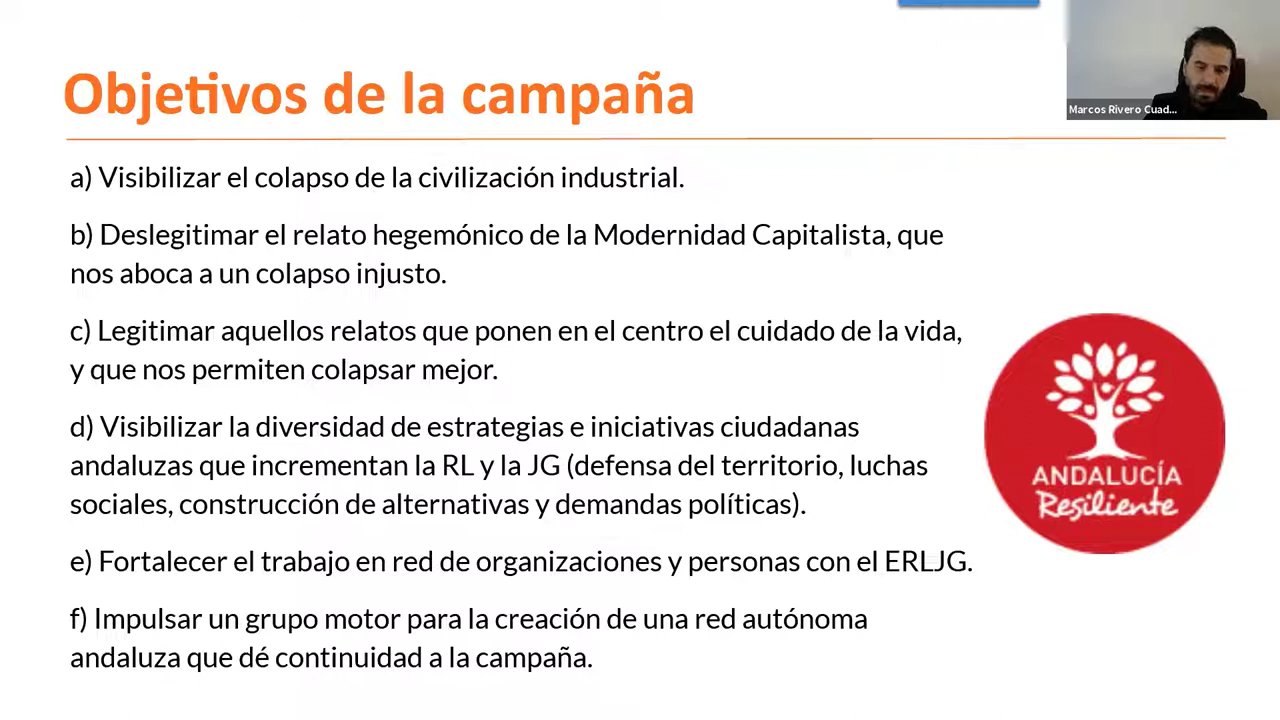 Objetivos de la campaña
Marcos Rivero Cuad...
a) Visibilizar el colapso de la civilización industrial.
b) Deslegitimar el relato hegemónico de la Modernidad Capitalista, que
nos aboca a un colapso injusto.
c) Legitimar aquellos relatos que ponen en el centro el cuidado de la vida,
y que nos permiten colapsar mejor.
d) Visibilizar la diversidad de estrategias e iniciativas ciudadanas
andaluzas que incrementan la RL y la JG (defensa del territorio, luchas
sociales, construcción de alternativas y demandas políticas).
ANDALUCÍA
Resiliente
e) Fortalecer el trabajo en red de organizaciones y personas con el ERLJG.
f) Impulsar un grupo motor para la creación de una red autónoma
andaluza que dé continuidad a la campaña.